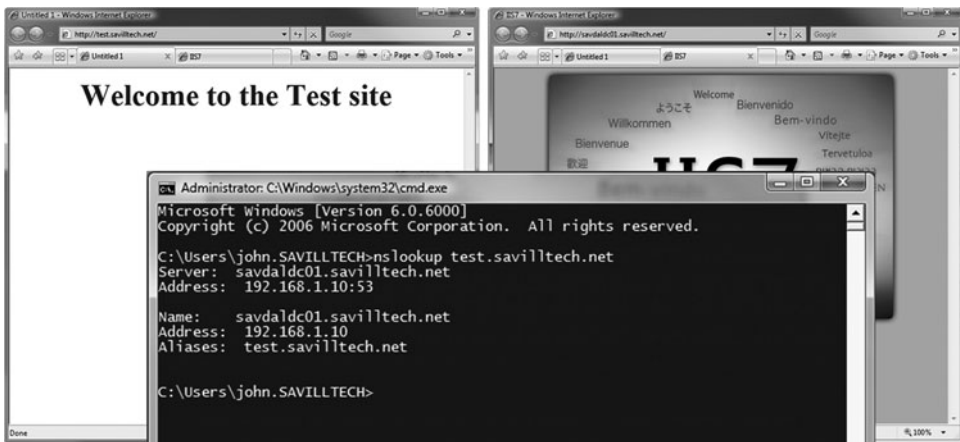 Untitled 1 - Windows Internet Explorer
http://test.savilltech.net/
Google
Untitled 1
IIS7
Page
Tools
Welcome to the Test site
Done
IIS7 - Windows Internet Explorer
http://savdaldc01.savilltech.net/
Google
Untitled 1
IIS7
Page
Tools
Welcome
ようこそ
Bienvenido
Willkommen
Bem-vindo
Vítejte
Bienvenue
Tervetuloa
歓迎
IIS7
100%
Administrator: C:\Windows\system32\cmd.exe
Microsoft Windows [Version 6.0.6000]
Copyright (c) 2006 Microsoft Corporation.  All rights reserved.
C:\Users\john.SAVILLTECH>nslookup test.savilltech.net
Server:  savdaldc01.savilltech.net
Address:  192.168.1.10:53
Name:    savdaldc01.savilltech.net
Address:  192.168.1.10
Aliases:  test.savilltech.net
C:\Users\john.SAVILLTECH>